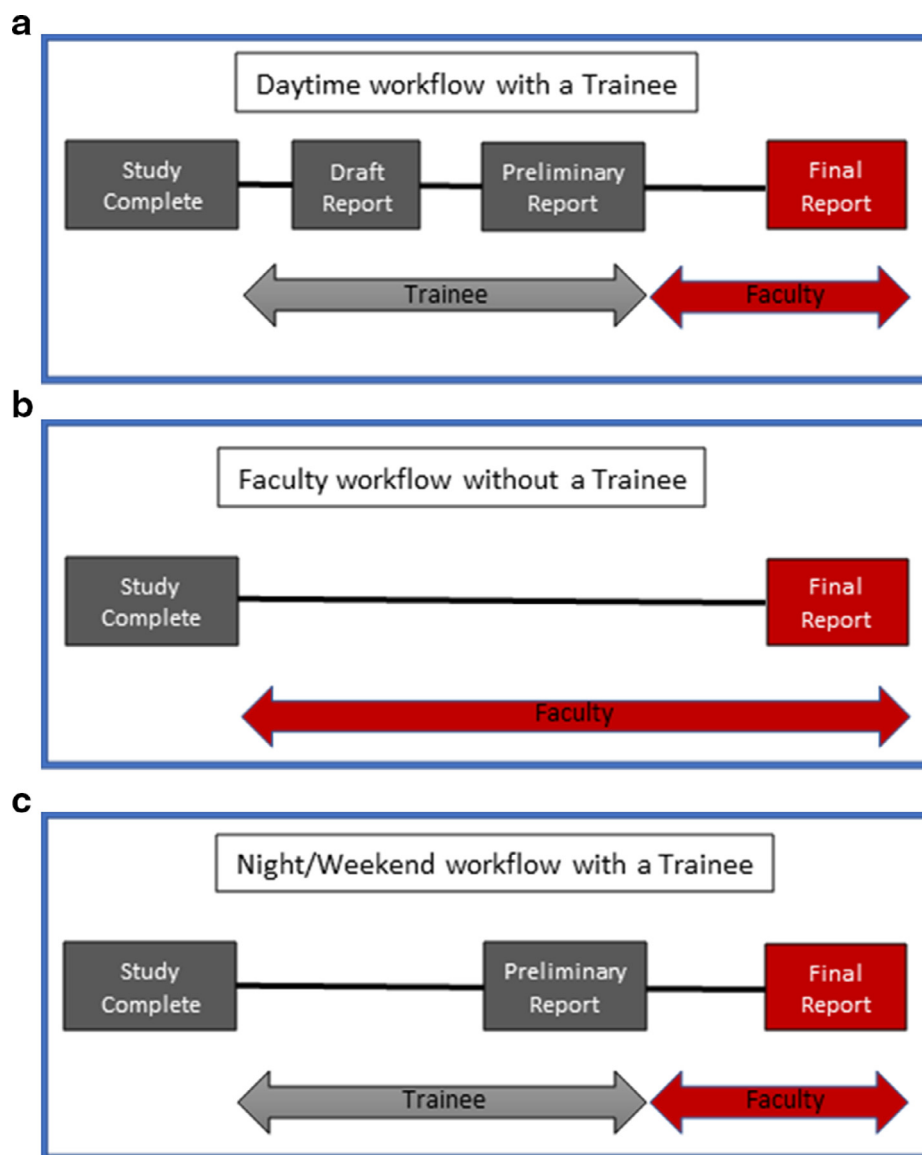 a
Daytime workflow with a Trainee
Study
Complete
Draft
Report
Preliminary
Report
Final
Report
Trainee
Faculty
b
Faculty workflow without a Trainee
Study
Complete
Final
Report
Faculty
c
Night/Weekend workflow with a Trainee
Study
Complete
Preliminary
Report
Final
Report
Trainee
Faculty